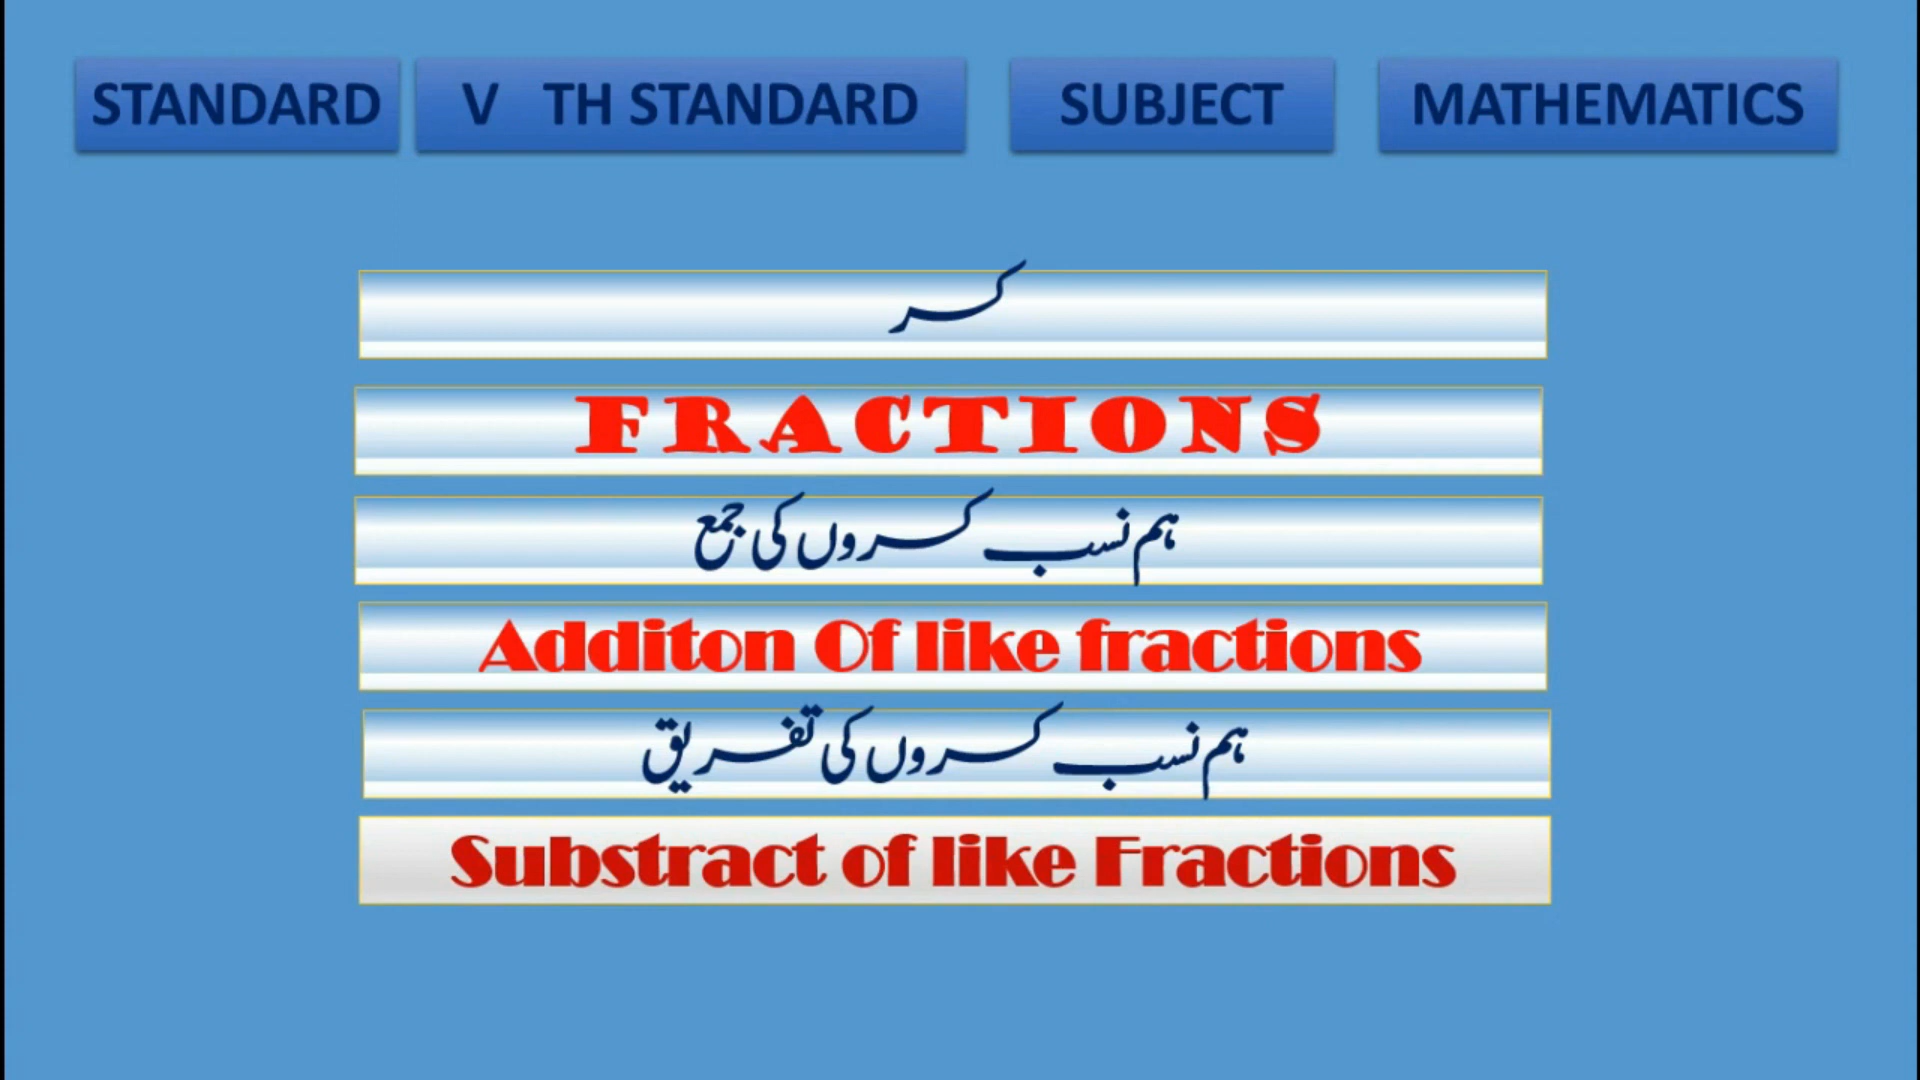 STANDARD V TH STANDARD SUBJECT MATHEMATICS
کسر
FRACTIONS
ہم نسب کسروں کی جمع
Additon Of like fractions
ہم نسب کسروں کی تفریق
Substract of like Fractions